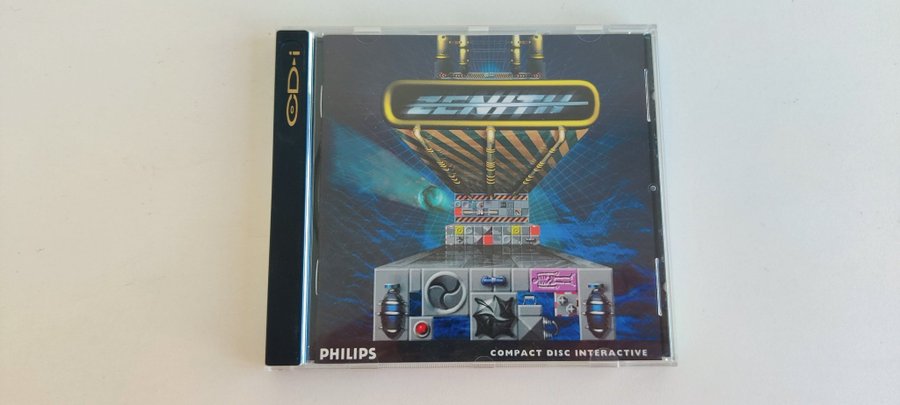 CD-i
ZENITH
PHILIPS
COMPACT DISC INTERACTIVE